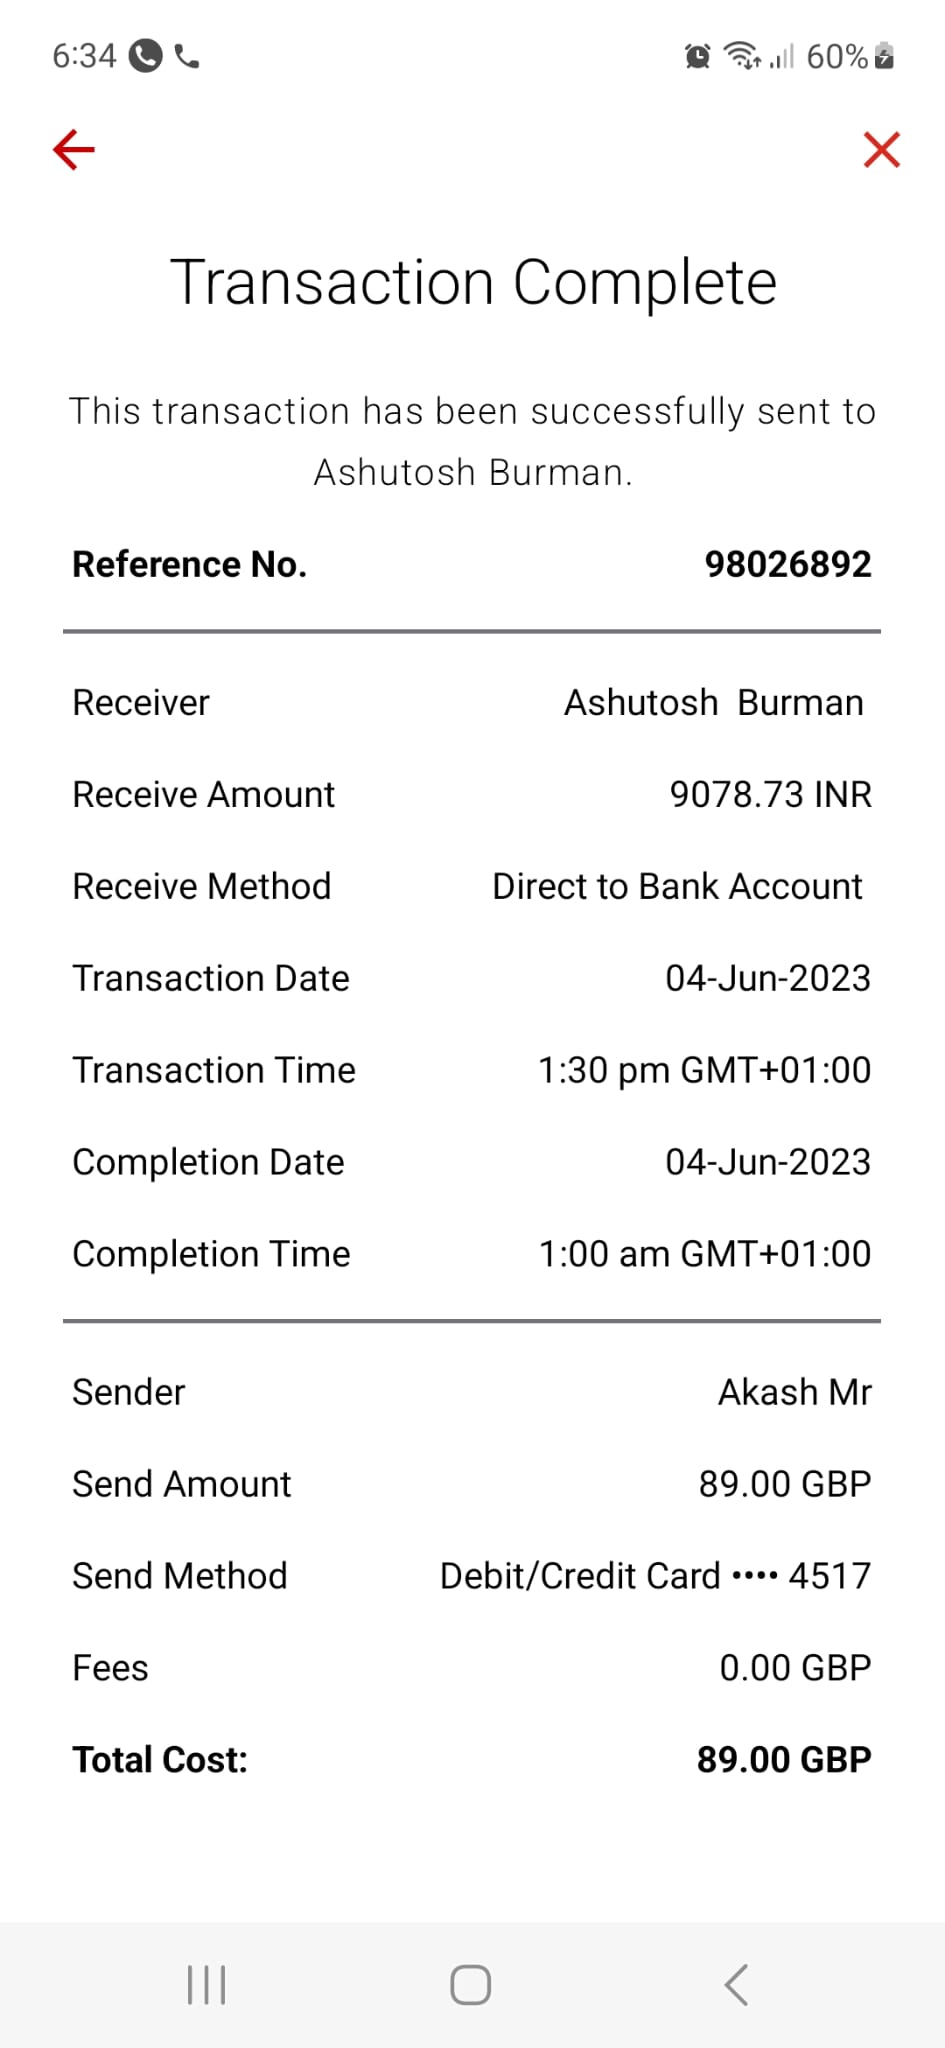 6:34 60%
Transaction Complete
This transaction has been successfully sent to
Ashutosh Burman.
Reference No. 98026892
Receiver Ashutosh Burman
Receive Amount 9078.73 INR
Receive Method Direct to Bank Account
Transaction Date 04-Jun-2023
Transaction Time 1:30 pm GMT+01:00
Completion Date 04-Jun-2023
Completion Time 1:00 am GMT+01:00
Sender Akash Mr
Send Amount 89.00 GBP
Send Method Debit/Credit Card •••• 4517
Fees 0.00 GBP
Total Cost: 89.00 GBP